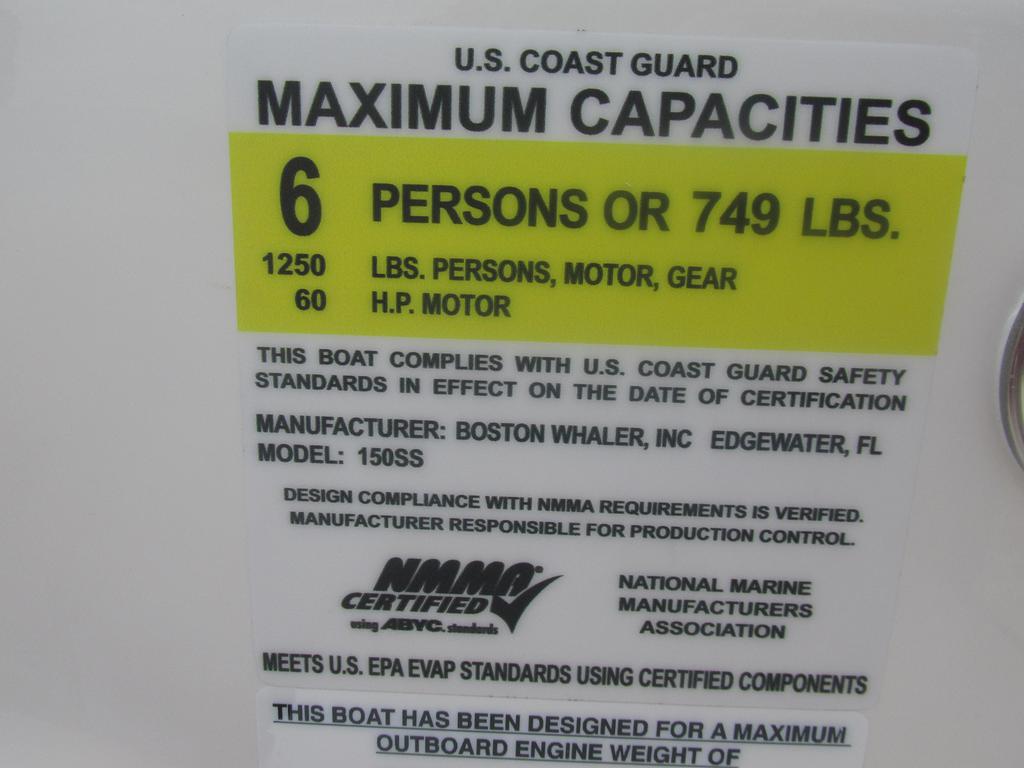 U.S. COAST GUARD
MAXIMUM CAPACITIES
6 PERSONS OR 749 LBS.
1250 LBS. PERSONS, MOTOR, GEAR
60 H.P. MOTOR
THIS BOAT COMPLIES WITH U.S. COAST GUARD SAFETY
STANDARDS IN EFFECT ON THE DATE OF CERTIFICATION
MANUFACTURER: BOSTON WHALER, INC EDGEWATER, FL
MODEL: 150SS
DESIGN COMPLIANCE WITH NMMA REQUIREMENTS IS VERIFIED.
MANUFACTURER RESPONSIBLE FOR PRODUCTION CONTROL.
NMMA®
CERTIFIED
using ABYC. standards
NATIONAL MARINE
MANUFACTURERS
ASSOCIATION
MEETS U.S. EPA EVAP STANDARDS USING CERTIFIED COMPONENTS
THIS BOAT HAS BEEN DESIGNED FOR A MAXIMUM
OUTBOARD ENGINE WEIGHT OF